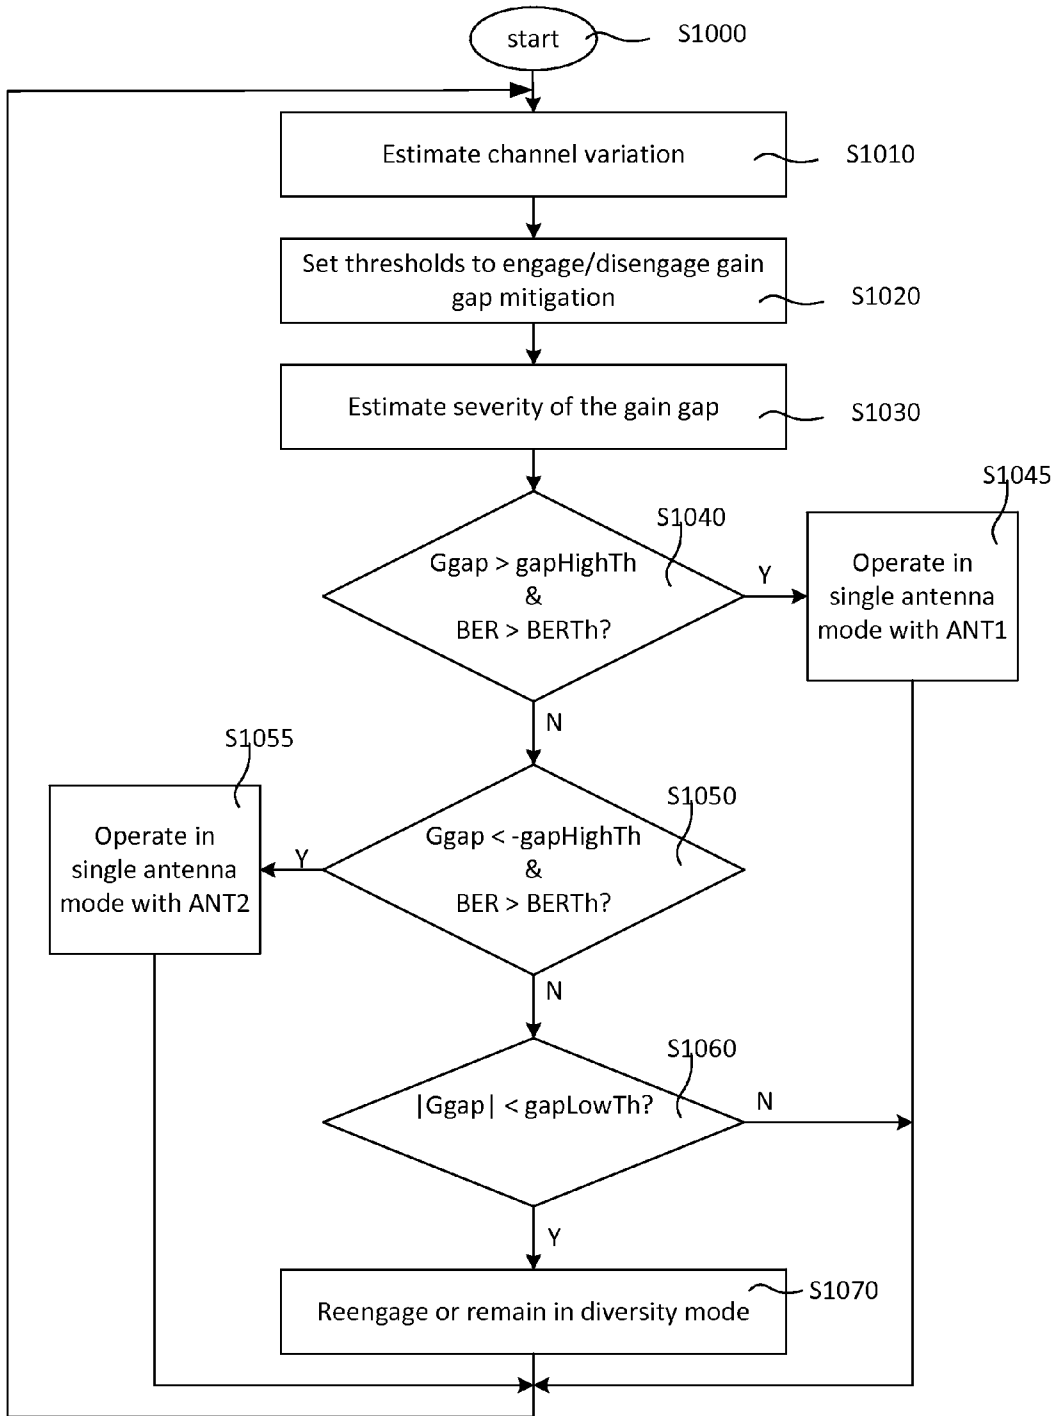 start
S1000
Estimate channel variation
S1010
Set thresholds to engage/disengage gain
gap mitigation
S1020
Estimate severity of the gain gap
S1030
S1045
S1040
Ggap > gapHighTh
&
BER > BERTh?
Y
Operate in
single antenna
mode with ANT1
N
S1055
S1050
Operate in
single antenna
mode with ANT2
Y
Ggap < -gapHighTh
&
BER > BERTh?
N
S1060
|Ggap| < gapLowTh?
N
Y
S1070
Reengage or remain in diversity mode